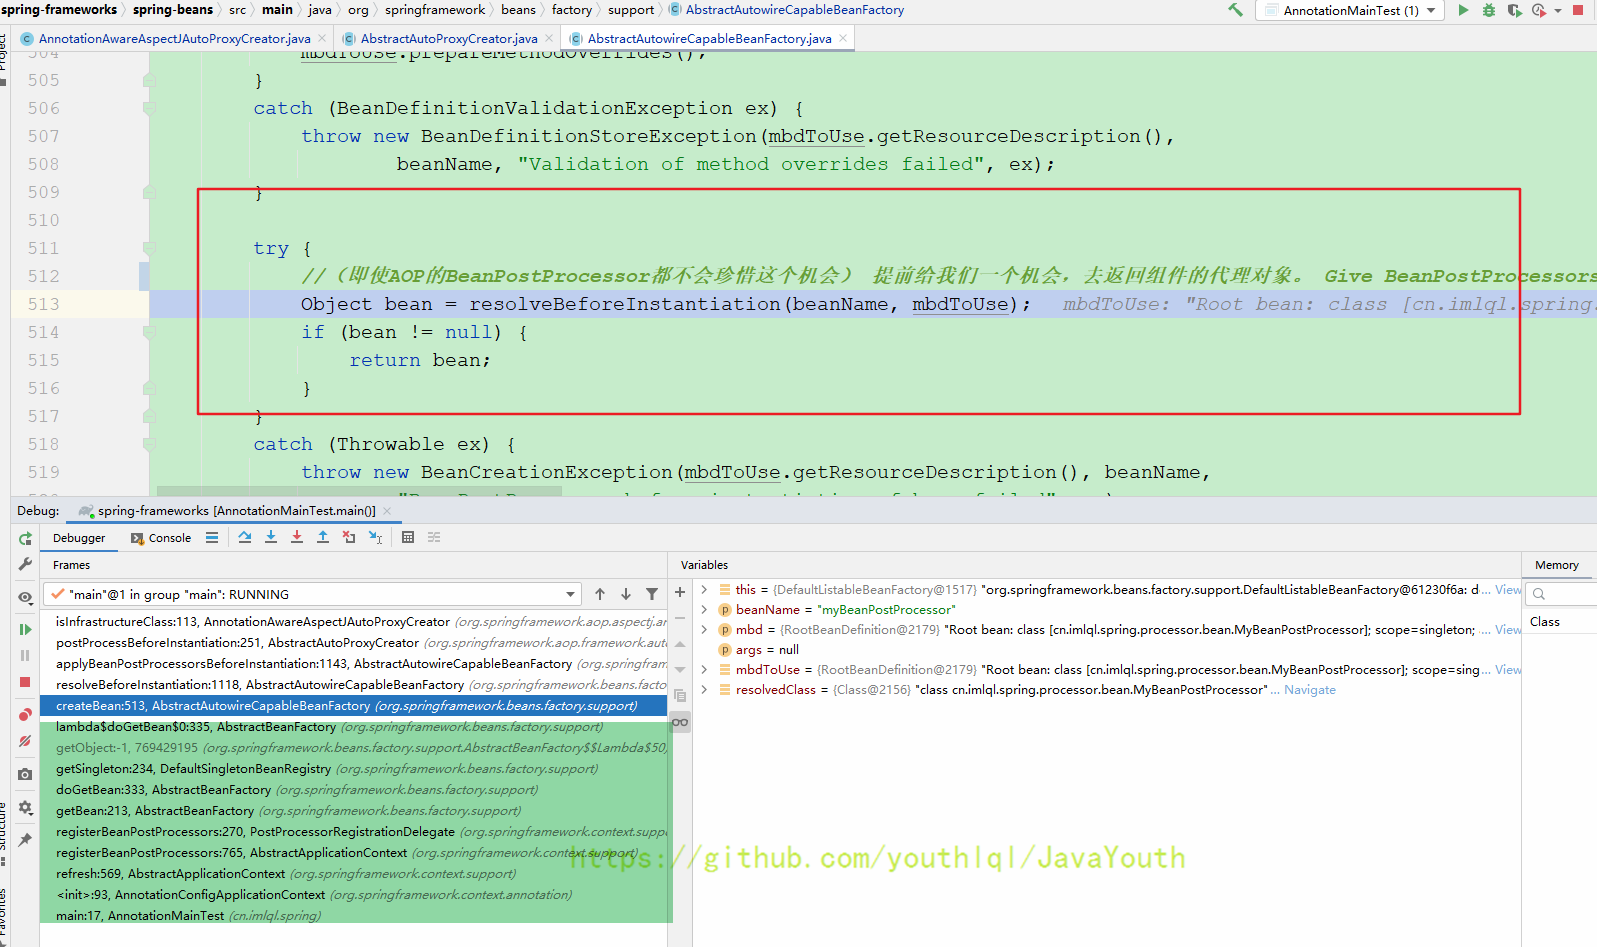 spring-frameworks › spring-beans › src › main › java › org › springframework › beans › factory › support › AbstractAutowireCapableBeanFactory
AnnotationMainTest (1)
AnnotationAwareAspectJAutoProxyCreator.java
AbstractAutoProxyCreator.java
AbstractAutowireCapableBeanFactory.java
Project
504 mbdToUse.prepareMethodOverrides();
505 }
506 catch (BeanDefinitionValidationException ex) {
507 throw new BeanDefinitionStoreException(mbdToUse.getResourceDescription(),
508 beanName, "Validation of method overrides failed", ex);
509 }
510
511 try {
512 //（即使AOP的BeanPostProcessor都不会珍惜这个机会） 提前给我们一个机会，去返回组件的代理对象。 Give BeanPostProcessors
513 Object bean = resolveBeforeInstantiation(beanName, mbdToUse); mbdToUse: "Root bean: class [cn.imlql.spring.
514 if (bean != null) {
515 return bean;
516 }
517 }
518 catch (Throwable ex) {
519 throw new BeanCreationException(mbdToUse.getResourceDescription(), beanName,
Debug: spring-frameworks [AnnotationMainTest.main()]
Debugger Console
Frames
"main"@1 in group "main": RUNNING
isInfrastructureClass:113, AnnotationAwareAspectJAutoProxyCreator (org.springframework.aop.aspectj.ar
postProcessBeforeInstantiation:251, AbstractAutoProxyCreator (org.springframework.aop.framework.auto
applyBeanPostProcessorsBeforeInstantiation:1143, AbstractAutowireCapableBeanFactory (org.springfram
resolveBeforeInstantiation:1118, AbstractAutowireCapableBeanFactory (org.springframework.beans.facto
createBean:513, AbstractAutowireCapableBeanFactory (org.springframework.beans.factory.support)
lambda$doGetBean$0:335, AbstractBeanFactory (org.springframework.beans.factory.support)
getObject:-1, 769429195 (org.springframework.beans.factory.support.AbstractBeanFactory$$Lambda$50)
getSingleton:234, DefaultSingletonBeanRegistry (org.springframework.beans.factory.support)
doGetBean:333, AbstractBeanFactory (org.springframework.beans.factory.support)
getBean:213, AbstractBeanFactory (org.springframework.beans.factory.support)
registerBeanPostProcessors:270, PostProcessorRegistrationDelegate (org.springframework.context.suppo
registerBeanPostProcessors:765, AbstractApplicationContext (org.springframework.context.support)
refresh:569, AbstractApplicationContext (org.springframework.context.support)
<init>:93, AnnotationConfigApplicationContext (org.springframework.context.annotation)
main:17, AnnotationMainTest (cn.imlql.spring)
Variables
this = {DefaultListableBeanFactory@1517} "org.springframework.beans.factory.support.DefaultListableBeanFactory@61230f6a: d... View
beanName = "myBeanPostProcessor"
mbd = {RootBeanDefinition@2179} "Root bean: class [cn.imlql.spring.processor.bean.MyBeanPostProcessor]; scope=singleton; ... View
args = null
mbdToUse = {RootBeanDefinition@2179} "Root bean: class [cn.imlql.spring.processor.bean.MyBeanPostProcessor]; scope=sing... View
resolvedClass = {Class@2156} "class cn.imlql.spring.processor.bean.MyBeanPostProcessor" ... Navigate
Memory
Class
Structure
Favorites
https://github.com/youthlql/JavaYouth